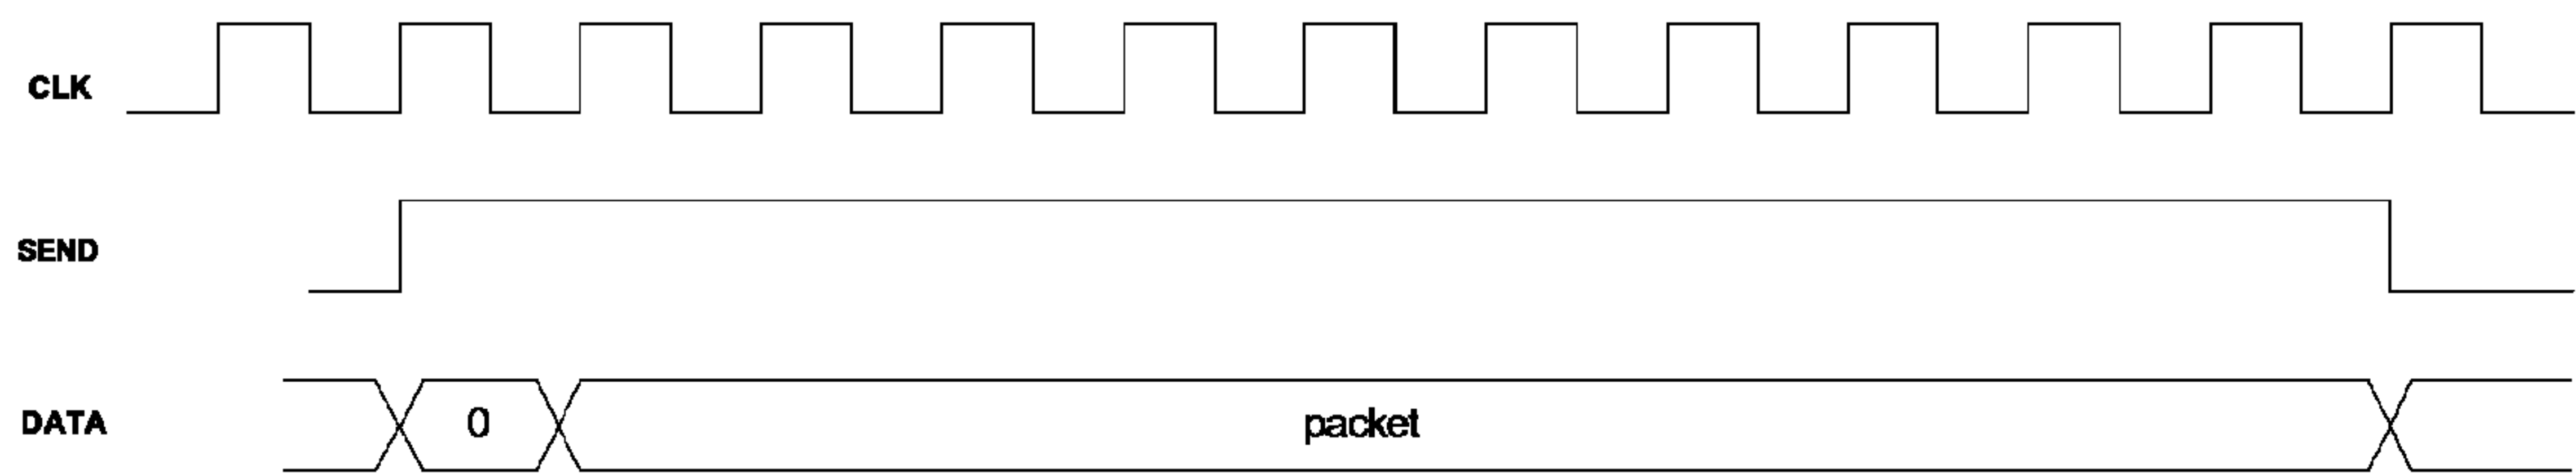 CLK
SEND
DATA
0
packet